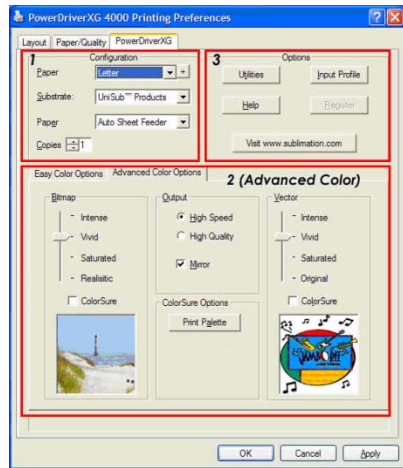 PowerDriverXG 4000 Printing Preferences
Layout Paper/Quality PowerDriverXG
1 Configuration
Paper Letter +
Substrate: UniSub™ Products
Paper Auto Sheet Feeder
Copies 1
3 Options
Utilities Input Profile
Help Register
Visit www.sublimation.com
Easy Color Options Advanced Color Options
2 (Advanced Color)
Bitmap
- Intense
- Vivid
- Saturated
- Realisitic
ColorSure
Output
High Speed
High Quality
Mirror
ColorSure Options
Print Palette
Vector
- Intense
- Vivid
- Saturated
- Original
ColorSure
JAMBOREE
OK Cancel Apply